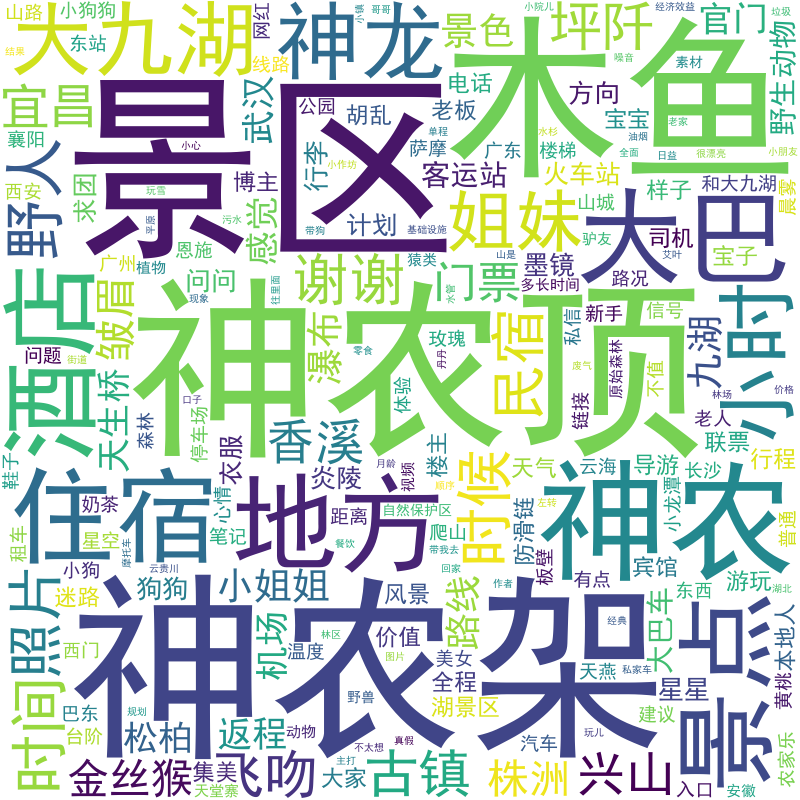 山路
小狗狗
网红
大九湖
神龙
景色
小院儿
坪阡
经济效益
官门
垃圾
哥哥
小镇
东站
线路
结果
宜昌
襄阳
武汉
电话
木鱼
噪音
素材
野生动物
景区
公园
胡乱
老板
方向
宝宝
老家
小心
单程
水杉
油烟
小朋友
野人
西安
求团
玩雪
博主
行李
小作坊
萨摩
广东
楼梯
全面
日益
很漂亮
客运站
火车站
样子
和大九湖
晨雾
平原
污水
感觉
计划
带狗
基础设施
姐妹
山城
大巴
司机
宝子
恩施
广州
植物
问问
谢谢
猿类
门票
墨镜
山是
驴友
艾叶
路况
现象
往里面
水管
多长时间
信号
酒店
皱眉
神农顶
瀑布
玫瑰
民宿
私信
新手
九湖
小时
问题
街道
零食
丹丹
废气
原始森林
不值
林场
价格
天生桥
口子
体验
链接
老人
森林
停车场
香溪
衣服
楼主
联票
鞋子
住宿
炎陵
月龄
视频
时候
天气
云海
导游
长沙
行程
奶茶
心情
地方
神农
小龙潭
顺序
距离
自然保护区
左转
星空
笔记
爬山
防滑链
普通
租车
摩托车
餐饮
带我去
板壁
宾馆
小狗
云贵川
回家
有点
东西
游玩
照片
狗狗
小姐姐
风景
作者
湖北
迷路
神农架
路线
大巴车
景点
本地人
黄桃
西门
机场
林区
价值
经典
温度
图片
美女
天燕
私家车
时间
野兽
全程
星星
巴东
规划
湖景区
建议
台阶
松柏
返程
动物
不太想
真假
汽车
玩儿
农家乐
金丝猴
集美
飞吻
大家
主打
古镇
株洲
兴山
入口
安徽
天堂寨